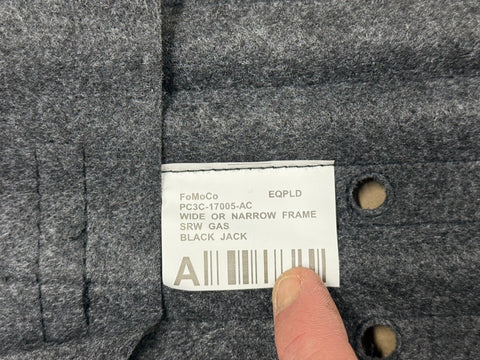 FoMoCo EQPLD
PC3C-17005-AC
WIDE OR NARROW FRAME
SRW GAS
BLACK JACK
A